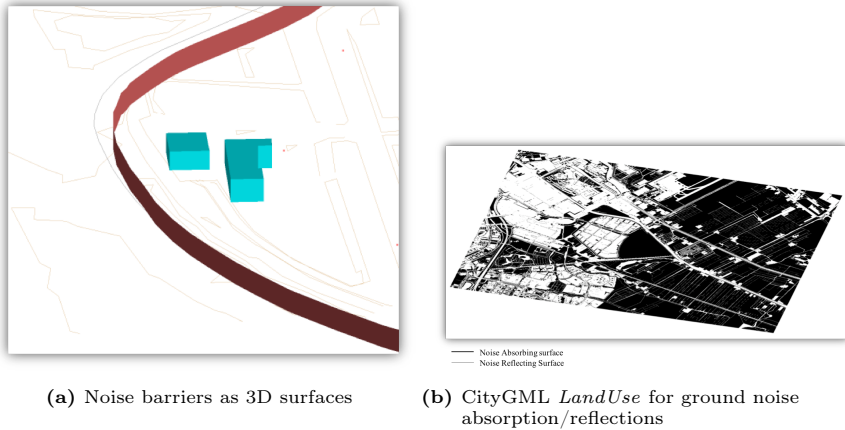 Noise Absorbing surface
Noise Reflecting Surface
(a) Noise barriers as 3D surfaces
(b) CityGML LandUse for ground noise
absorption/reflections